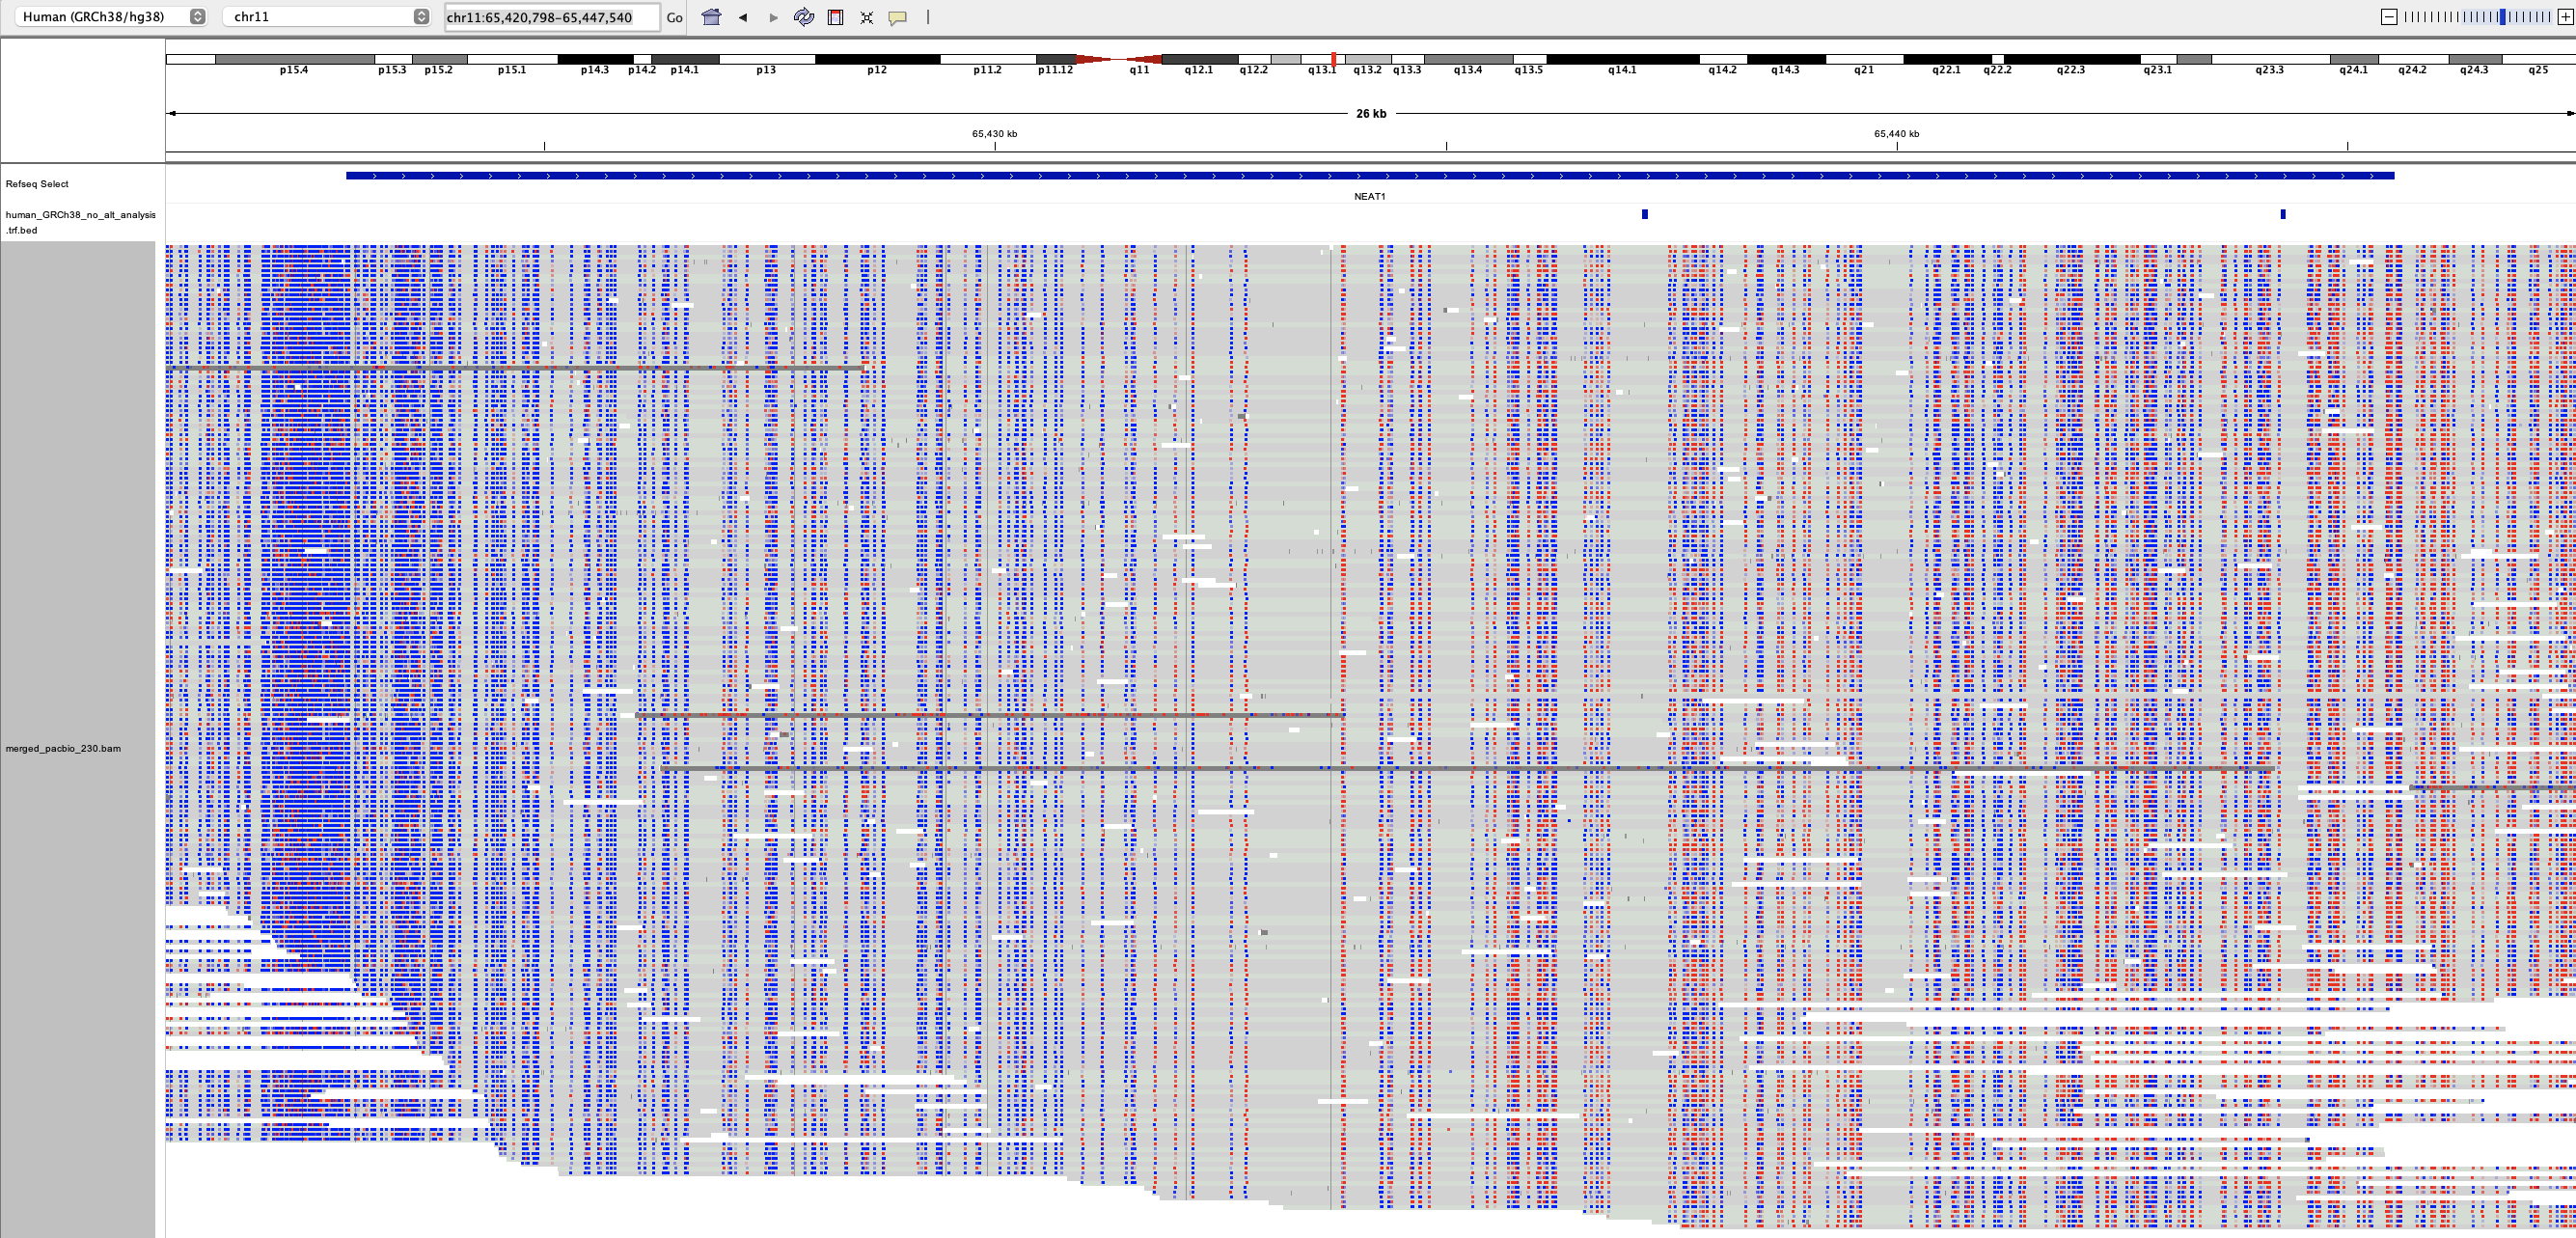 Human (GRCh38/hg38) chr11 chr11:65,420,798-65,447,540 Go
p15.4 p15.3 p15.2 p15.1 p14.3 p14.2 p14.1 p13 p12 p11.2 p11.12 q11 q12.1 q12.2 q13.1 q13.2 q13.3 q13.4 q13.5 q14.1 q14.2 q14.3 q21 q22.1 q22.2 q22.3 q23.1 q23.3 q24.1 q24.2 q24.3 q25
26 kb
65,430 kb 65,440 kb
Refseq Select
NEAT1
human_GRCh38_no_alt_analysis
.trf.bed
merged_pacbio_230.bam